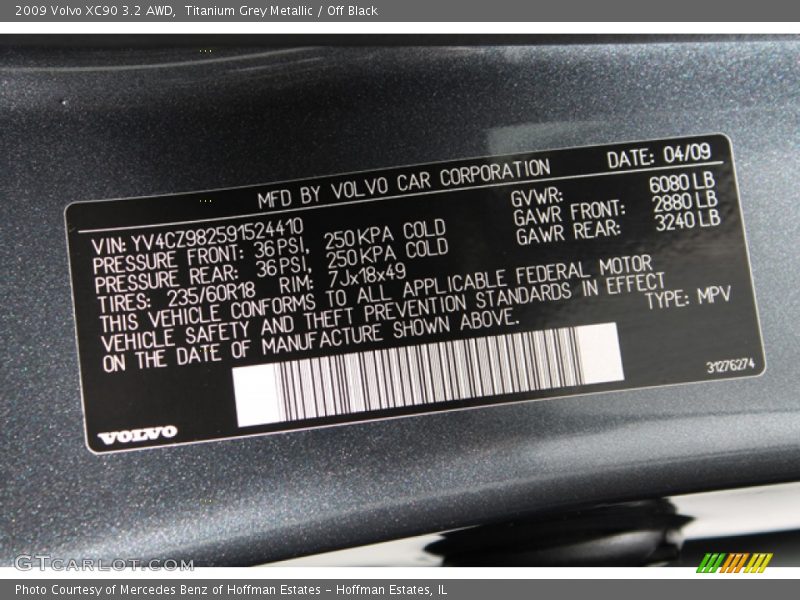 2009 Volvo XC90 3.2 AWD, Titanium Grey Metallic / Off Black
MFD BY VOLVO CAR CORPORATION DATE: 04/09
VIN: YV4CZ982591524410 GVWR: 6080 LB
PRESSURE FRONT: 36 PSI, 250 KPA COLD GAWR FRONT: 2880 LB
PRESSURE REAR: 36 PSI, 250 KPA COLD GAWR REAR: 3240 LB
TIRES: 235/60R18 RIM: 7Jx18x49
THIS VEHICLE CONFORMS TO ALL APPLICABLE FEDERAL MOTOR
VEHICLE SAFETY AND THEFT PREVENTION STANDARDS IN EFFECT
ON THE DATE OF MANUFACTURE SHOWN ABOVE. TYPE: MPV
31276274
VOLVO
GTCARLOT.COM
Photo Courtesy of Mercedes Benz of Hoffman Estates - Hoffman Estates, IL